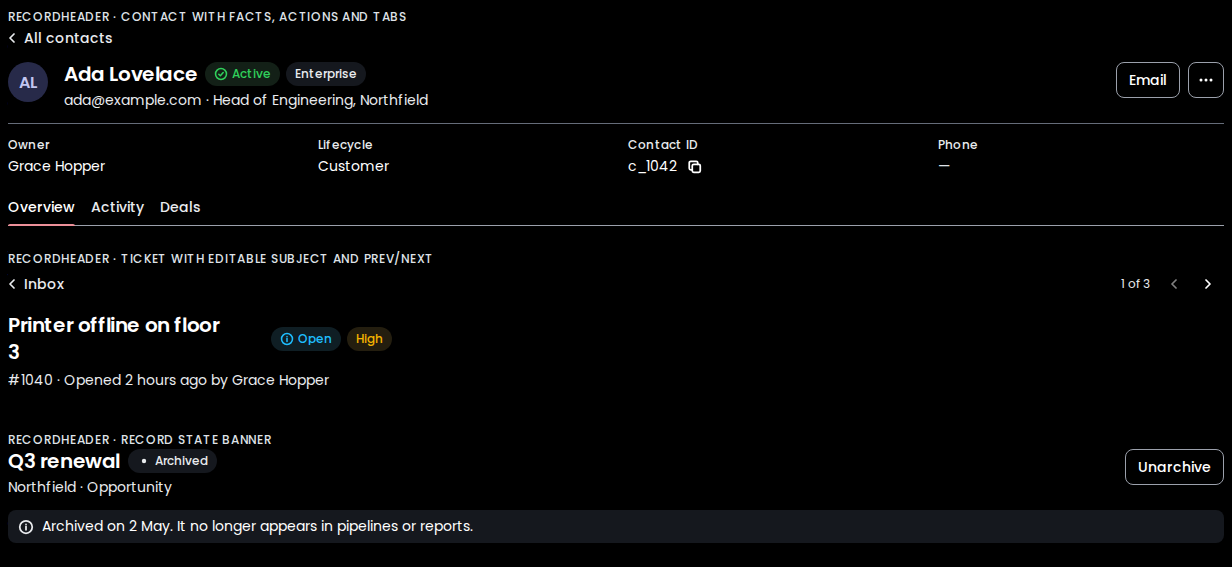 RECORDHEADER · CONTACT WITH FACTS, ACTIONS AND TABS
All contacts
AL
Ada Lovelace Active Enterprise
ada@example.com · Head of Engineering, Northfield
Email
Owner Lifecycle Contact ID Phone
Grace Hopper Customer c_1042 —
Overview Activity Deals
RECORDHEADER · TICKET WITH EDITABLE SUBJECT AND PREV/NEXT
Inbox 1 of 3
Printer offline on floor
3
Open High
#1040 · Opened 2 hours ago by Grace Hopper
RECORDHEADER · RECORD STATE BANNER
Q3 renewal Archived
Unarchive
Northfield · Opportunity
Archived on 2 May. It no longer appears in pipelines or reports.